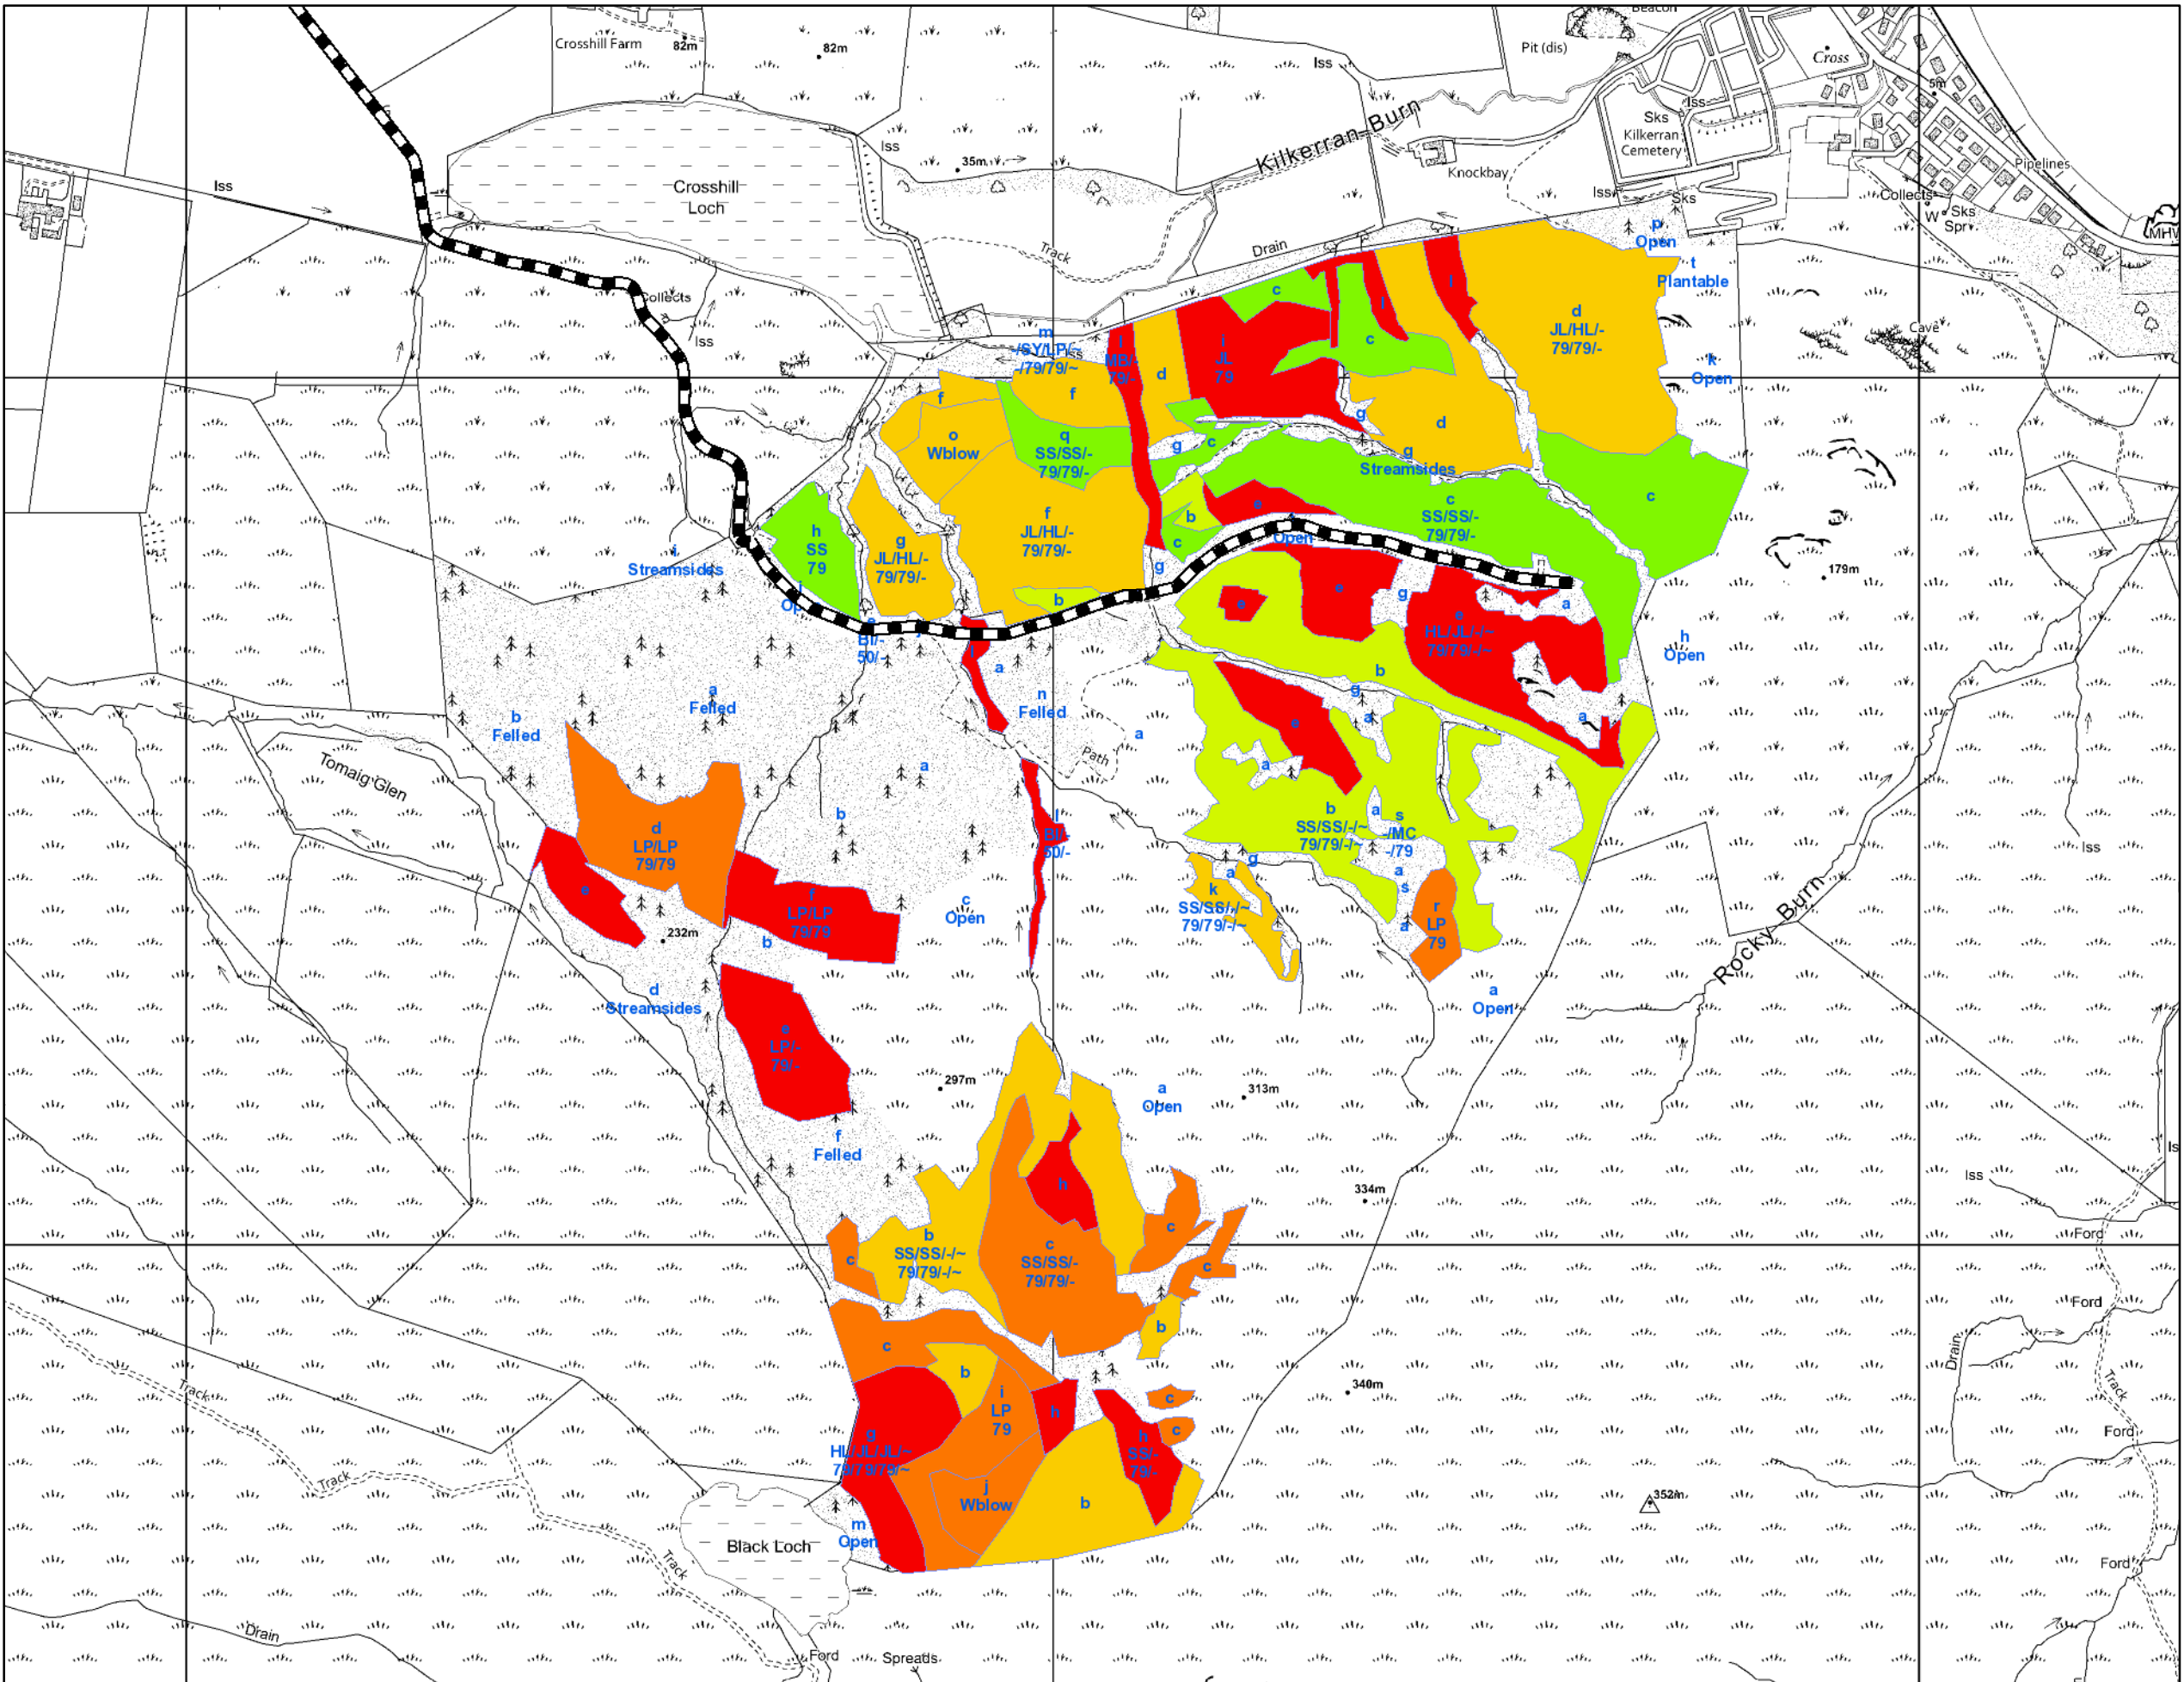 Beacon
Crosshill Farm
82m
82m
Pit (dis)
Cross
Iss
5m
Iss
Sks
Kilkerran
Cemetery
Kilkerran Burn
Iss
35m
Knockbay
Pipelines
Iss
Crosshill
Loch
Iss
Sks
Collects
W
Sks
Spr
p
Open
Track
Drain
t
Plantable
Collects
Iss
c
l
l
d
JL/HL/-
79/79/-
Cave
m
-/SY/LP/~
-/79/79/~
Iss
l
MB/-
79/-
d
i
JL
79
c
k
Open
f
f
g
d
o
Wblow
q
SS/SS/-
79/79/-
g
c
g
Streamsides
c
h
SS
79
g
JL/HL/-
79/79/-
f
JL/HL/-
79/79/-
b
e
c
SS/SS/-
79/79/-
c
Open
i
Streamsides
g
n
179m
j
b
e
e
g
a
e
HL/JL/-/~
79/79/-/~
e
BI/-
50/-
h
Open
l
a
b
a
Felled
n
Felled
g
b
Felled
a
e
a
a
Path
a
Tomaig Glen
a
b
l
BI/-
50/-
b
SS/SS/-/~
79/79/-/~
a
s
-/MC
-/79
d
LP/LP
79/79
Iss
g
a
a
s
e
f
LP/LP
79/79
c
Open
k
SS/SS/-/~
79/79/-/~
r
LP
79
a
232m
b
Rocky Burn
d
Streamsides
a
Open
e
LP/-
79/-
297m
a
Open
313m
f
Felled
h
Iss
334m
b
SS/SS/-/~
79/79/-/~
c
SS/SS/-
79/79/-
c
Ford
c
c
Ford
b
c
Drain
b
340m
Track
Track
i
LP
79
h
c
g
HL/JL/JL/~
79/79/79/~
h
SS/-
79/-
c
Ford
Track
j
Wblow
b
352m
m
Open
Black Loch
Track
Ford
Drain
Ford
Spreads